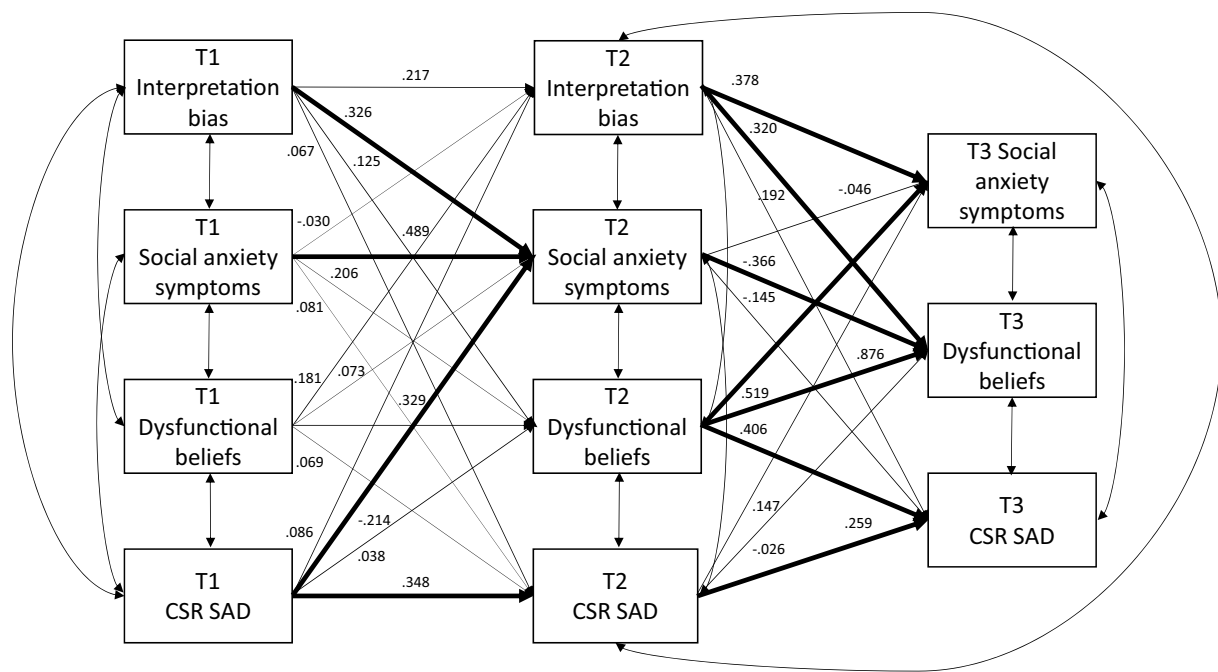 T1
Interpretation
bias
T1
Social anxiety
symptoms
T1
Dysfunctional
beliefs
T1
CSR SAD
.217
.326
.067
.125
-.030
.489
.206
.081
.181
.073
.329
.069
-.214
.086
.038
.348
T2
Interpretation
bias
T2
Social anxiety
symptoms
T2
Dysfunctional
beliefs
T2
CSR SAD
.378
.320
-.046
.192
-.366
-.145
.876
.519
.406
.147
.259
-.026
T3 Social
anxiety
symptoms
T3
Dysfunctional
beliefs
T3
CSR SAD